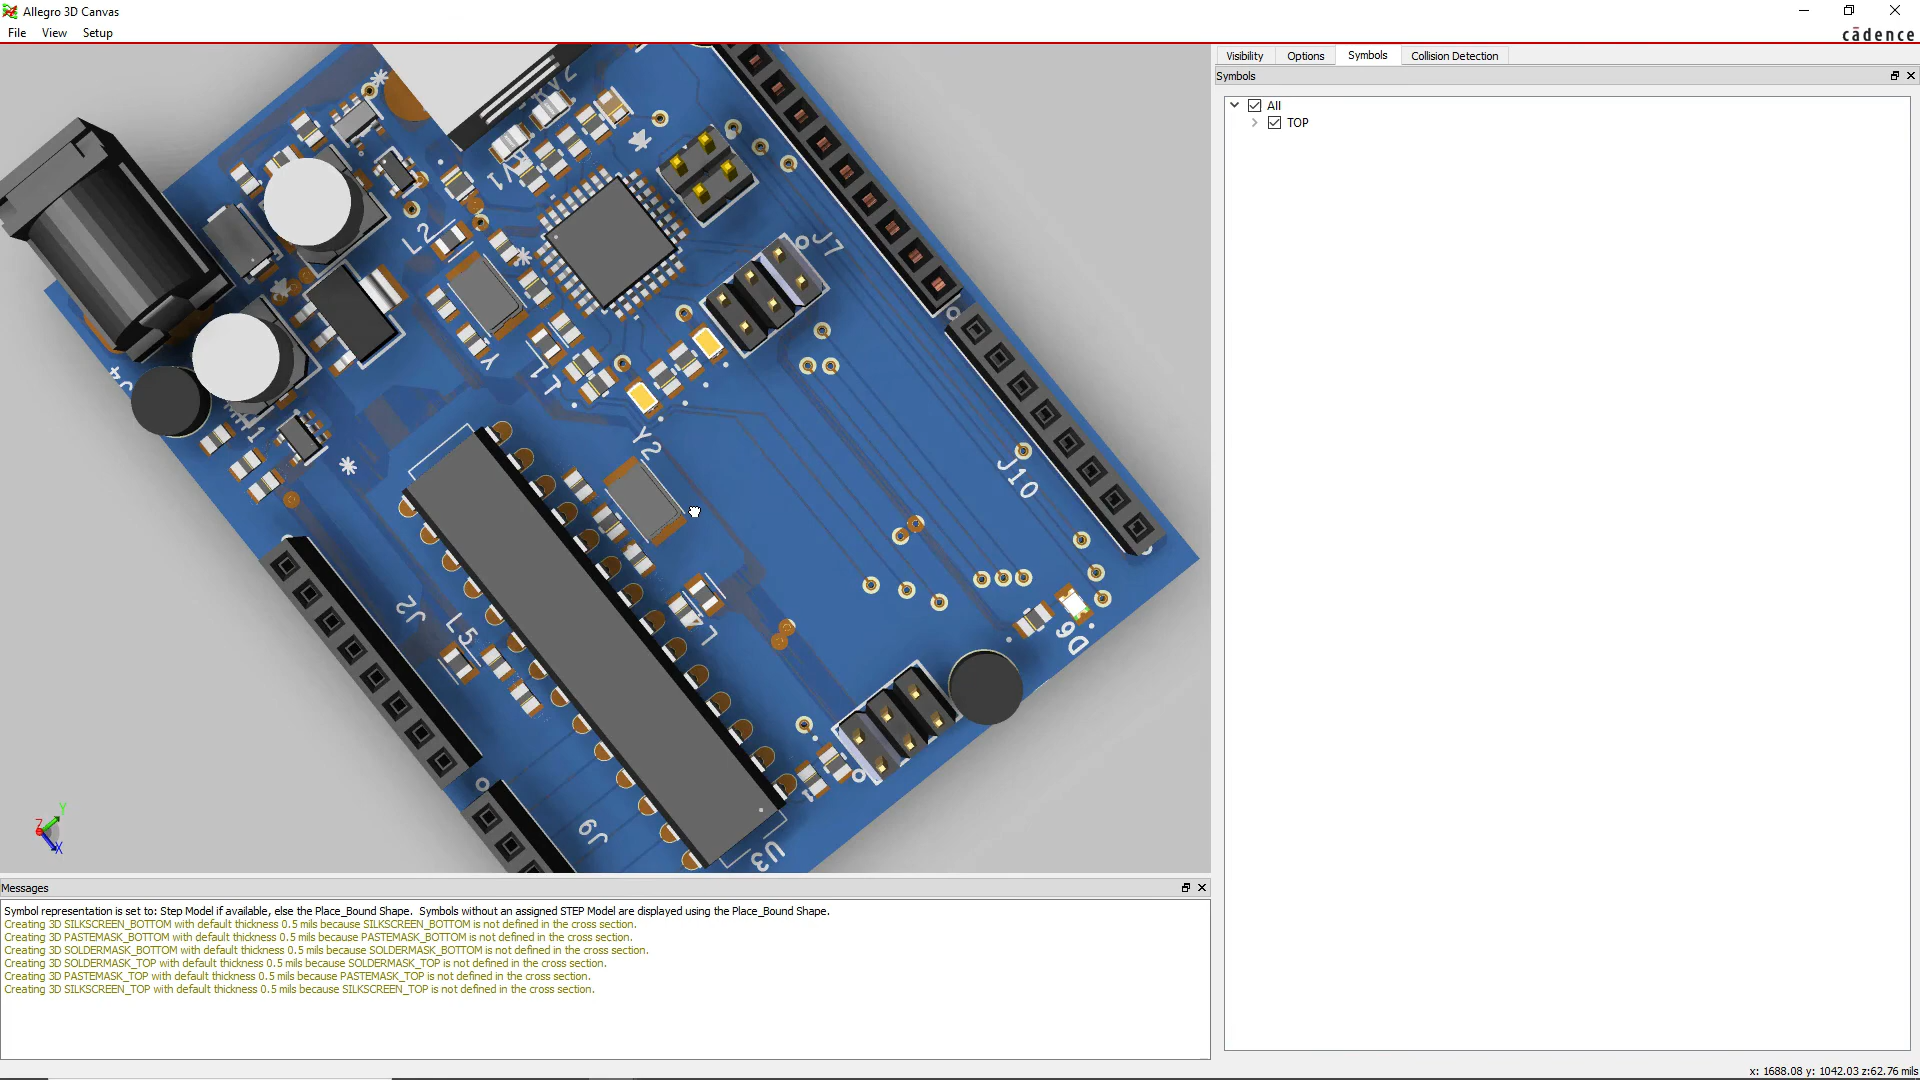 Allegro 3D Canvas
File View Setup
cādence
Visibility Options Symbols Collision Detection
Symbols
All
TOP
L2
J7
Y
L1
Y2
J10
J2
L5
L7
D6
J9
1
U3
Z
Y
X
Messages
Symbol representation is set to: Step Model if available, else the Place_Bound Shape.  Symbols without an assigned STEP Model are displayed using the Place_Bound Shape.
Creating 3D SILKSCREEN_BOTTOM with default thickness 0.5 mils because SILKSCREEN_BOTTOM is not defined in the cross section.
Creating 3D PASTEMASK_BOTTOM with default thickness 0.5 mils because PASTEMASK_BOTTOM is not defined in the cross section.
Creating 3D SOLDERMASK_BOTTOM with default thickness 0.5 mils because SOLDERMASK_BOTTOM is not defined in the cross section.
Creating 3D SOLDERMASK_TOP with default thickness 0.5 mils because SOLDERMASK_TOP is not defined in the cross section.
Creating 3D PASTEMASK_TOP with default thickness 0.5 mils because PASTEMASK_TOP is not defined in the cross section.
Creating 3D SILKSCREEN_TOP with default thickness 0.5 mils because SILKSCREEN_TOP is not defined in the cross section.
x: 1688.08 y: 1042.03 z:62.76 mils